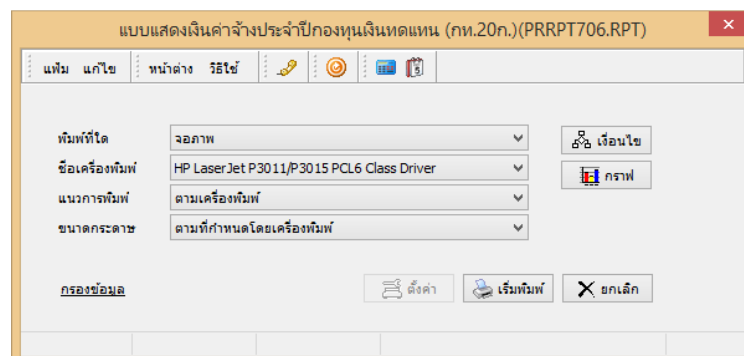 แบบแสดงเงินค่าจ้างประจำปีกองทุนเงินทดแทน (กท.20ก.)(PRRPT706.RPT)
แฟ้ม แก้ไข หน้าต่าง วิธีใช้
พิมพ์ที่ใด จอภาพ เงื่อนไข
ชื่อเครื่องพิมพ์ HP LaserJet P3011/P3015 PCL6 Class Driver กราฟ
แนวการพิมพ์ ตามเครื่องพิมพ์
ขนาดกระดาษ ตามที่กำหนดโดยเครื่องพิมพ์
กรองข้อมูล ตั้งค่า เริ่มพิมพ์ ยกเลิก